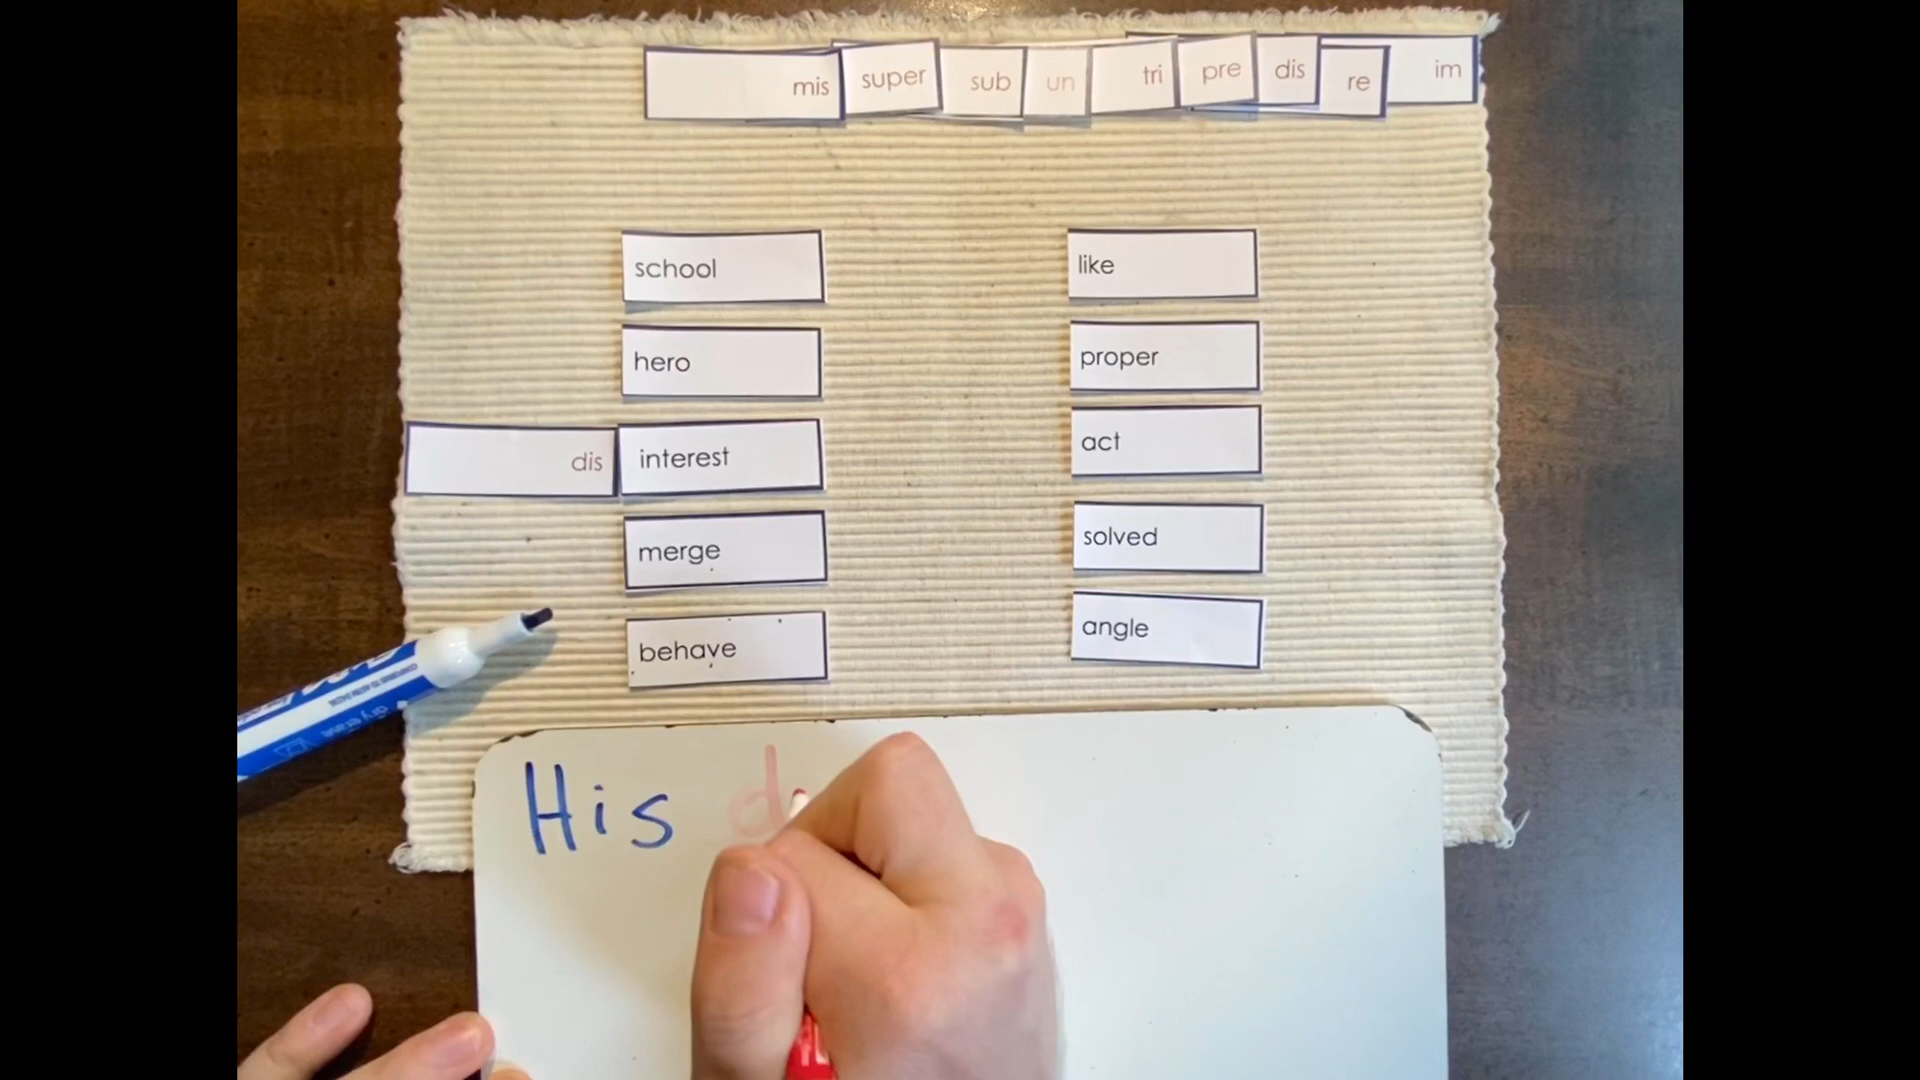 mis super sub un tri pre dis re im
school
like
hero
proper
dis interest
act
merge
solved
behave
angle
His d